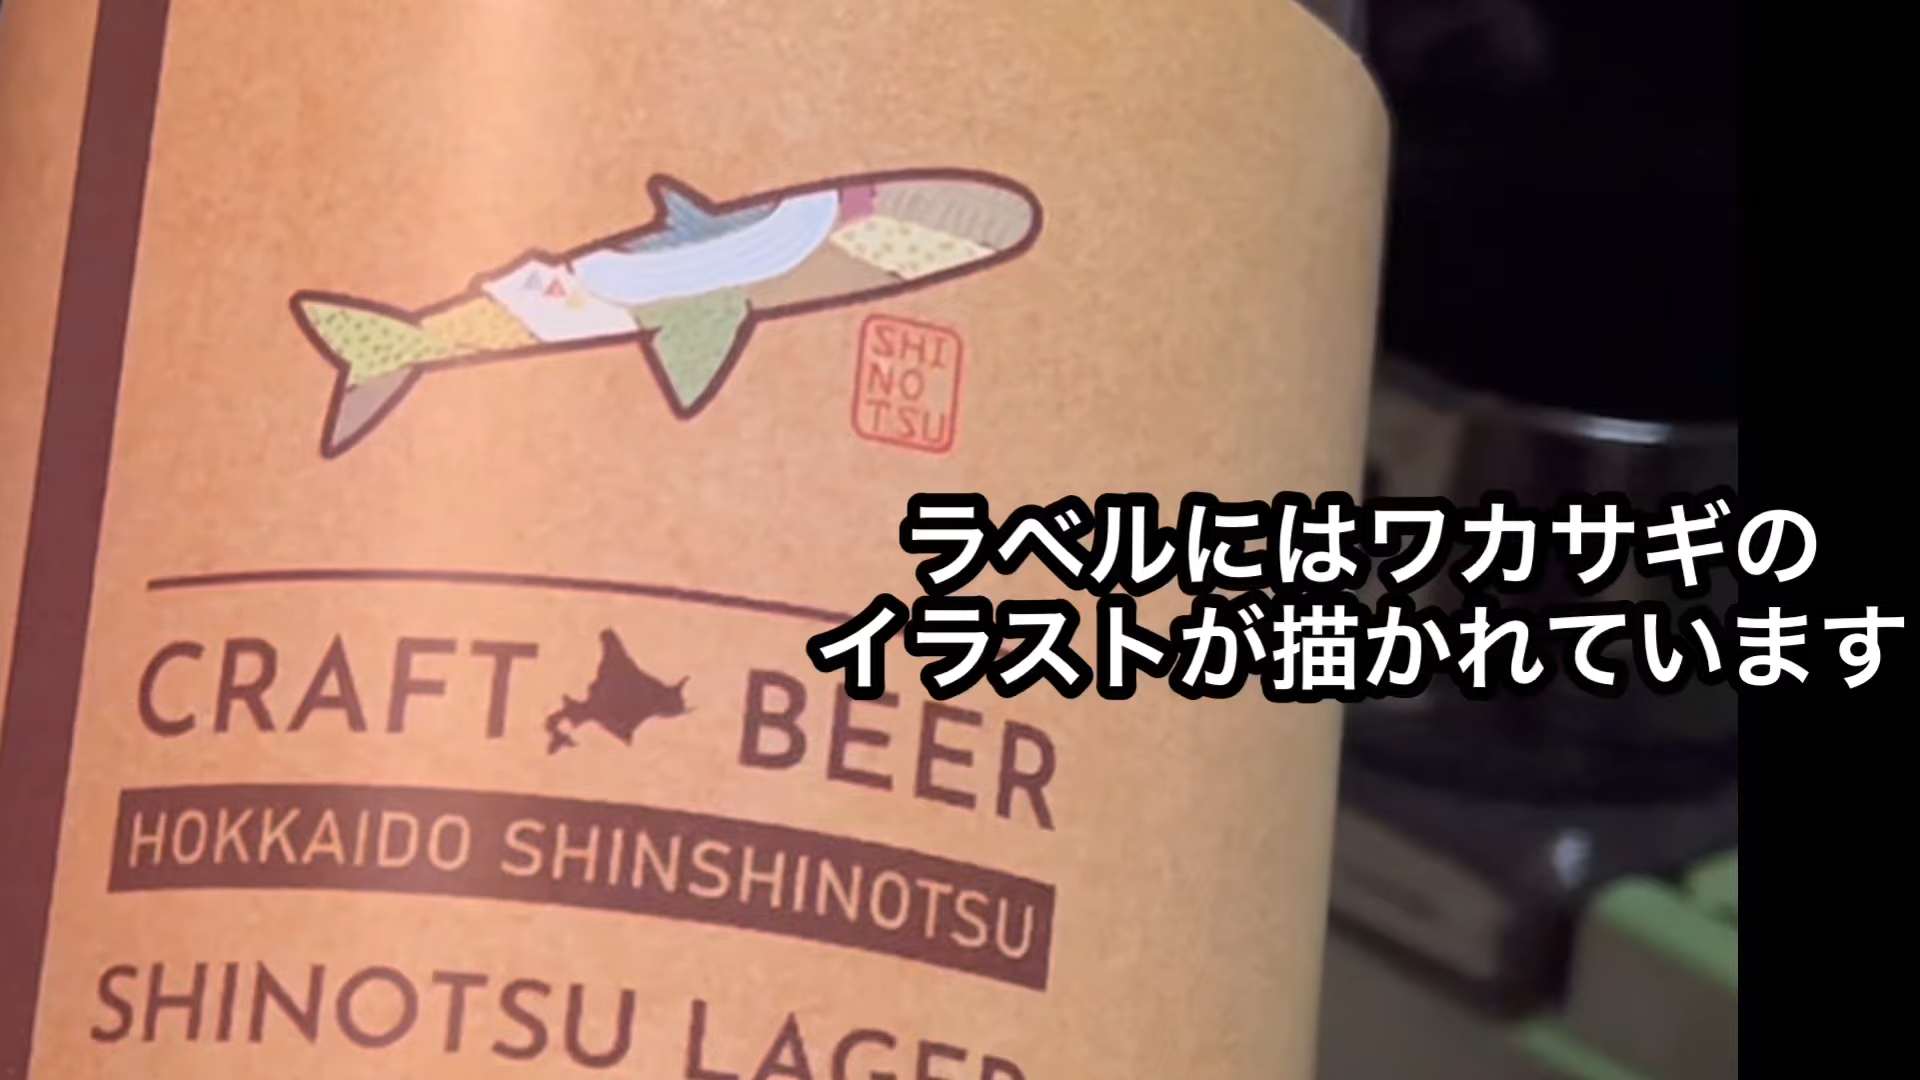 SHI
NO
TSU
ラベルにはワカサギの
イラストが描かれています
CRAFT BEER
HOKKAIDO SHINSHINOTSU
SHINOTSU LAGER